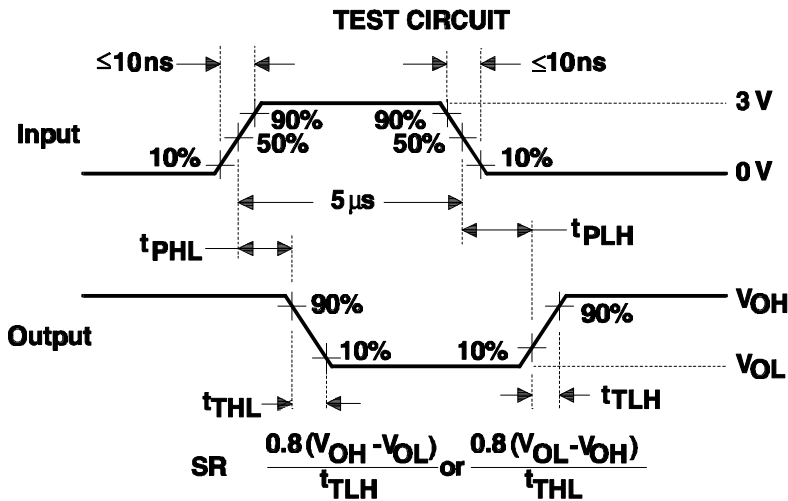 TEST CIRCUIT
≤10ns
≤10ns
Input
90%
90%
3 V
50%
50%
10%
10%
0 V
5 µs
tPHL
tPLH
Output
90%
90%
VOH
10%
10%
VOL
tTHL
tTLH
SR
0.8 (VOH -VOL)
tTLH
or
0.8 (VOL-VOH)
tTHL